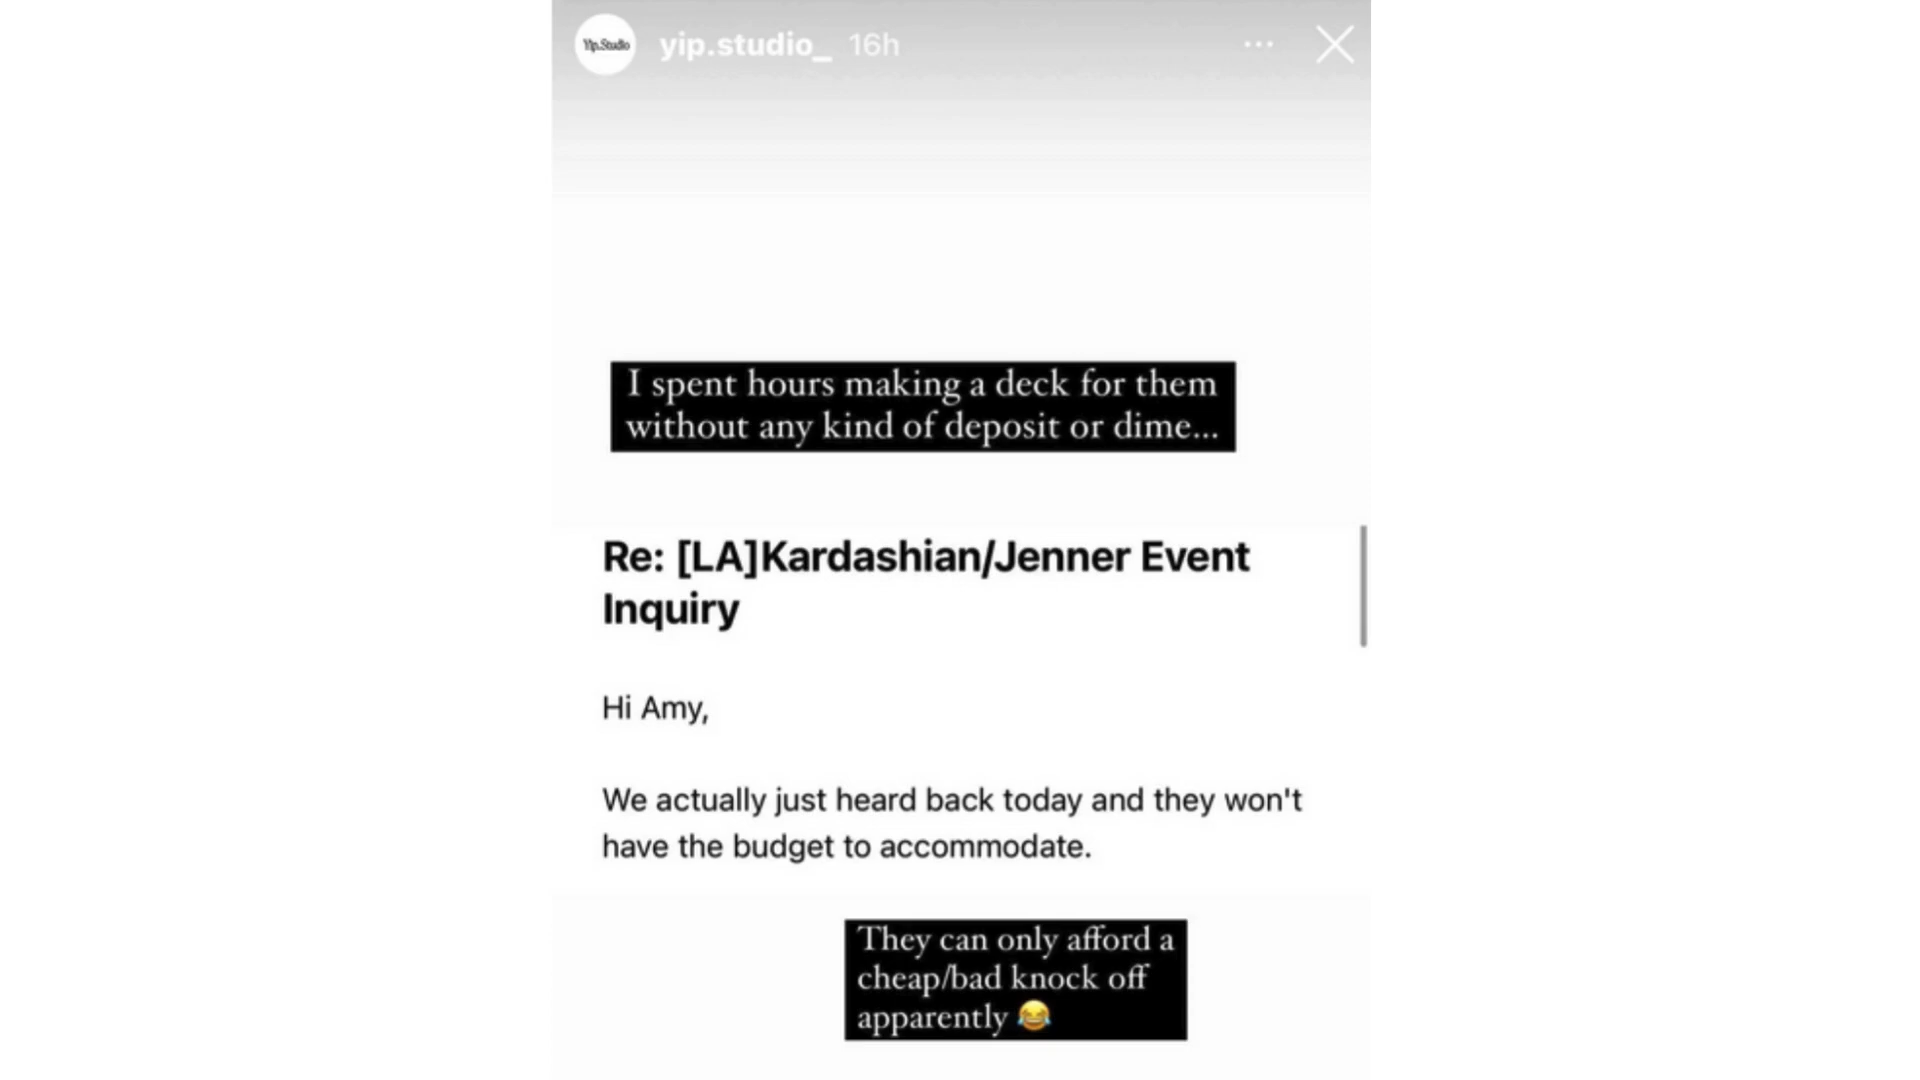 Yip.Studio
yip.studio_ 16h
I spent hours making a deck for them
without any kind of deposit or dime...
Re: [LA]Kardashian/Jenner Event
Inquiry
Hi Amy,
We actually just heard back today and they won't
have the budget to accommodate.
They can only afford a
cheap/bad knock off
apparently 😂